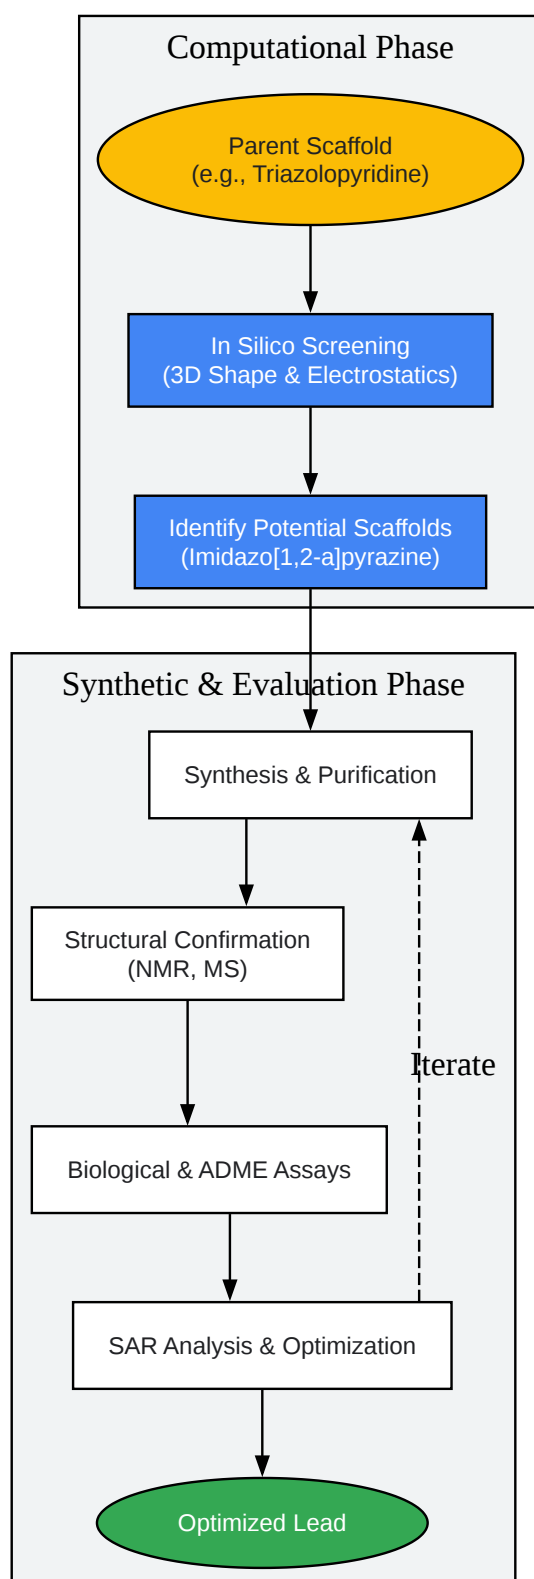 Computational Phase
Parent Scaffold
(e.g., Triazolopyridine)
In Silico Screening
(3D Shape & Electrostatics)
Identify Potential Scaffolds
(Imidazo[1,2-a]pyrazine)
Synthetic & Evaluation Phase
Synthesis & Purification
Structural Confirmation
(NMR, MS)
Iterate
Biological & ADME Assays
SAR Analysis & Optimization
Optimized Lead